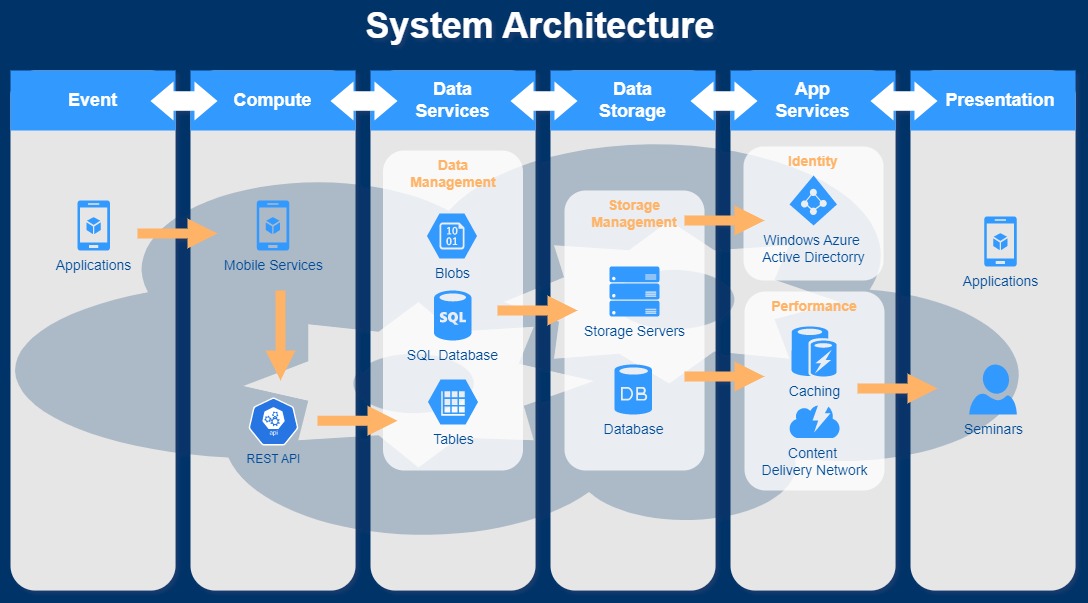 System Architecture
Event
Compute
Data
Services
Data
Storage
App
Services
Presentation
Applications
Mobile Services
api
REST API
Data
Management
10
01
Blobs
SQL
SQL Database
Tables
Storage
Management
Storage Servers
DB
Database
Identity
Windows Azure
Active Directorry
Performance
Caching
Content
Delivery Network
Applications
Seminars